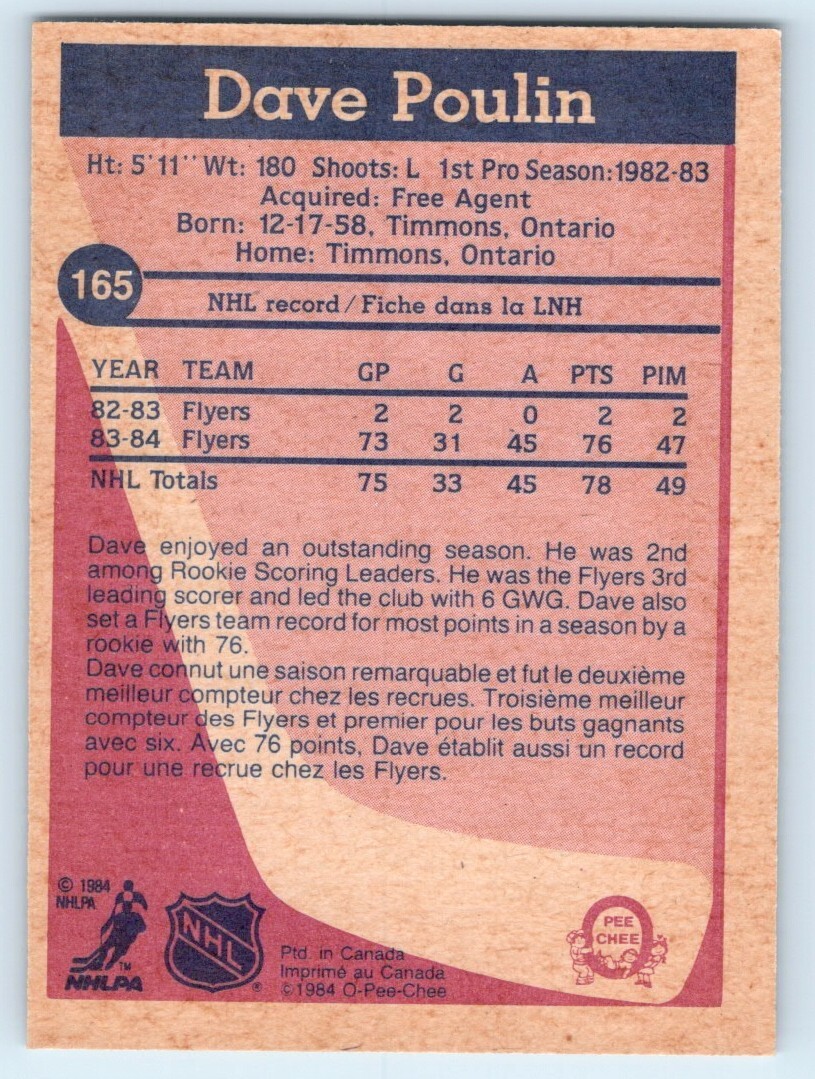 Dave Poulin
Ht: 5'11" Wt: 180 Shoots: L 1st Pro Season: 1982-83
Acquired: Free Agent
Born: 12-17-58, Timmons, Ontario
Home: Timmons, Ontario
165
NHL record / Fiche dans la LNH
YEAR TEAM GP G A PTS PIM
82-83 Flyers 2 2 0 2 2
83-84 Flyers 73 31 45 76 47
NHL Totals 75 33 45 78 49
Dave enjoyed an outstanding season. He was 2nd
among Rookie Scoring Leaders. He was the Flyers 3rd
leading scorer and led the club with 6 GWG. Dave also
set a Flyers team record for most points in a season by a
rookie with 76.
Dave connut une saison remarquable et fut le deuxième
meilleur compteur chez les recrues. Troisième meilleur
compteur des Flyers et premier pour les buts gagnants
avec six. Avec 76 points, Dave établit aussi un record
pour une recrue chez les Flyers.
© 1984
NHLPA
TM
NHLPA
NHL
®
Ptd. in Canada
Imprimé au Canada
©1984 O-Pee-Chee
PEE
CHEE